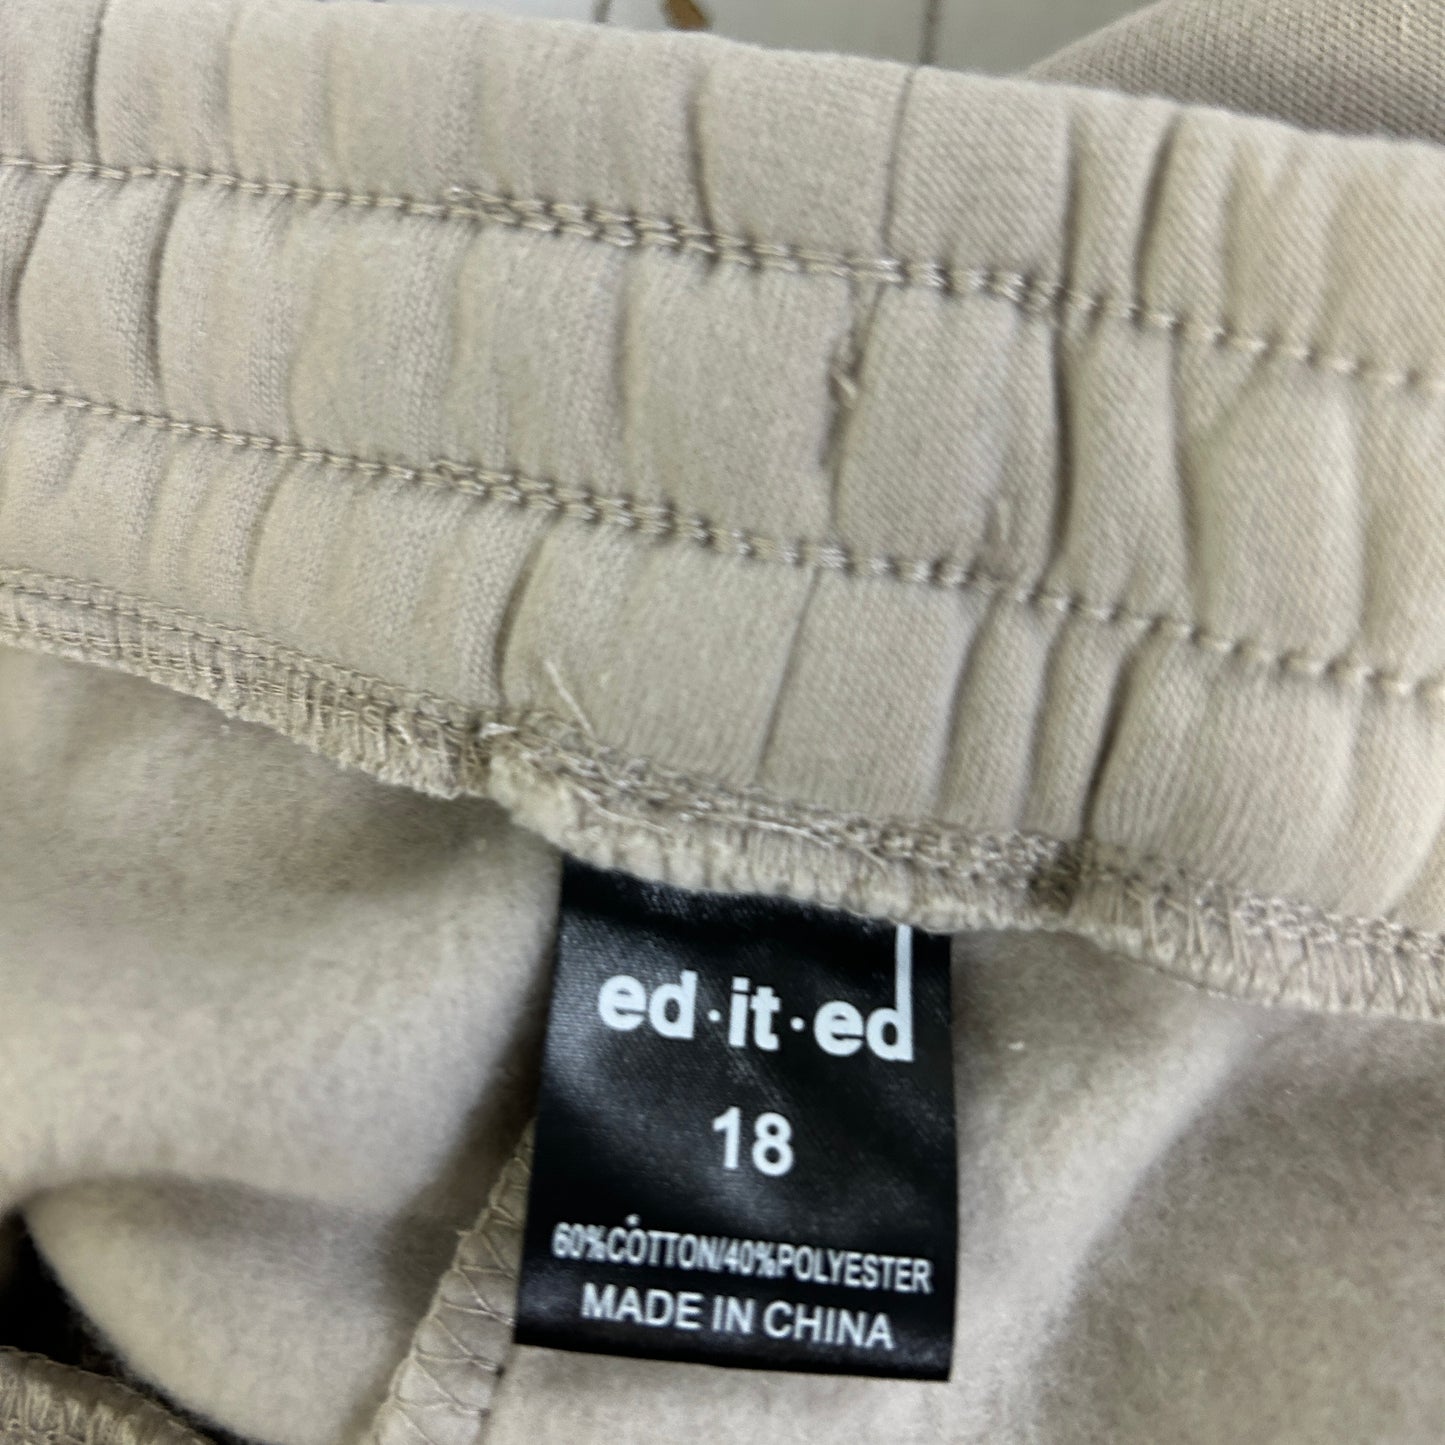 ed·it·ed
18
60%COTTON/40%POLYESTER
MADE IN CHINA